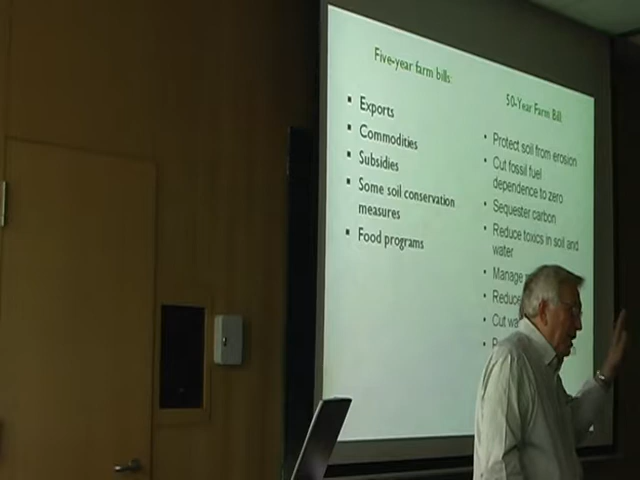 Five-year farm bills:
Exports
Commodities
Subsidies
Some soil conservation
measures
Food programs
50-Year Farm Bill
Protect soil from erosion
Cut fossil fuel
dependence to zero
Sequester carbon
Reduce toxics in soil and
water
Manage
Reduce
Cut